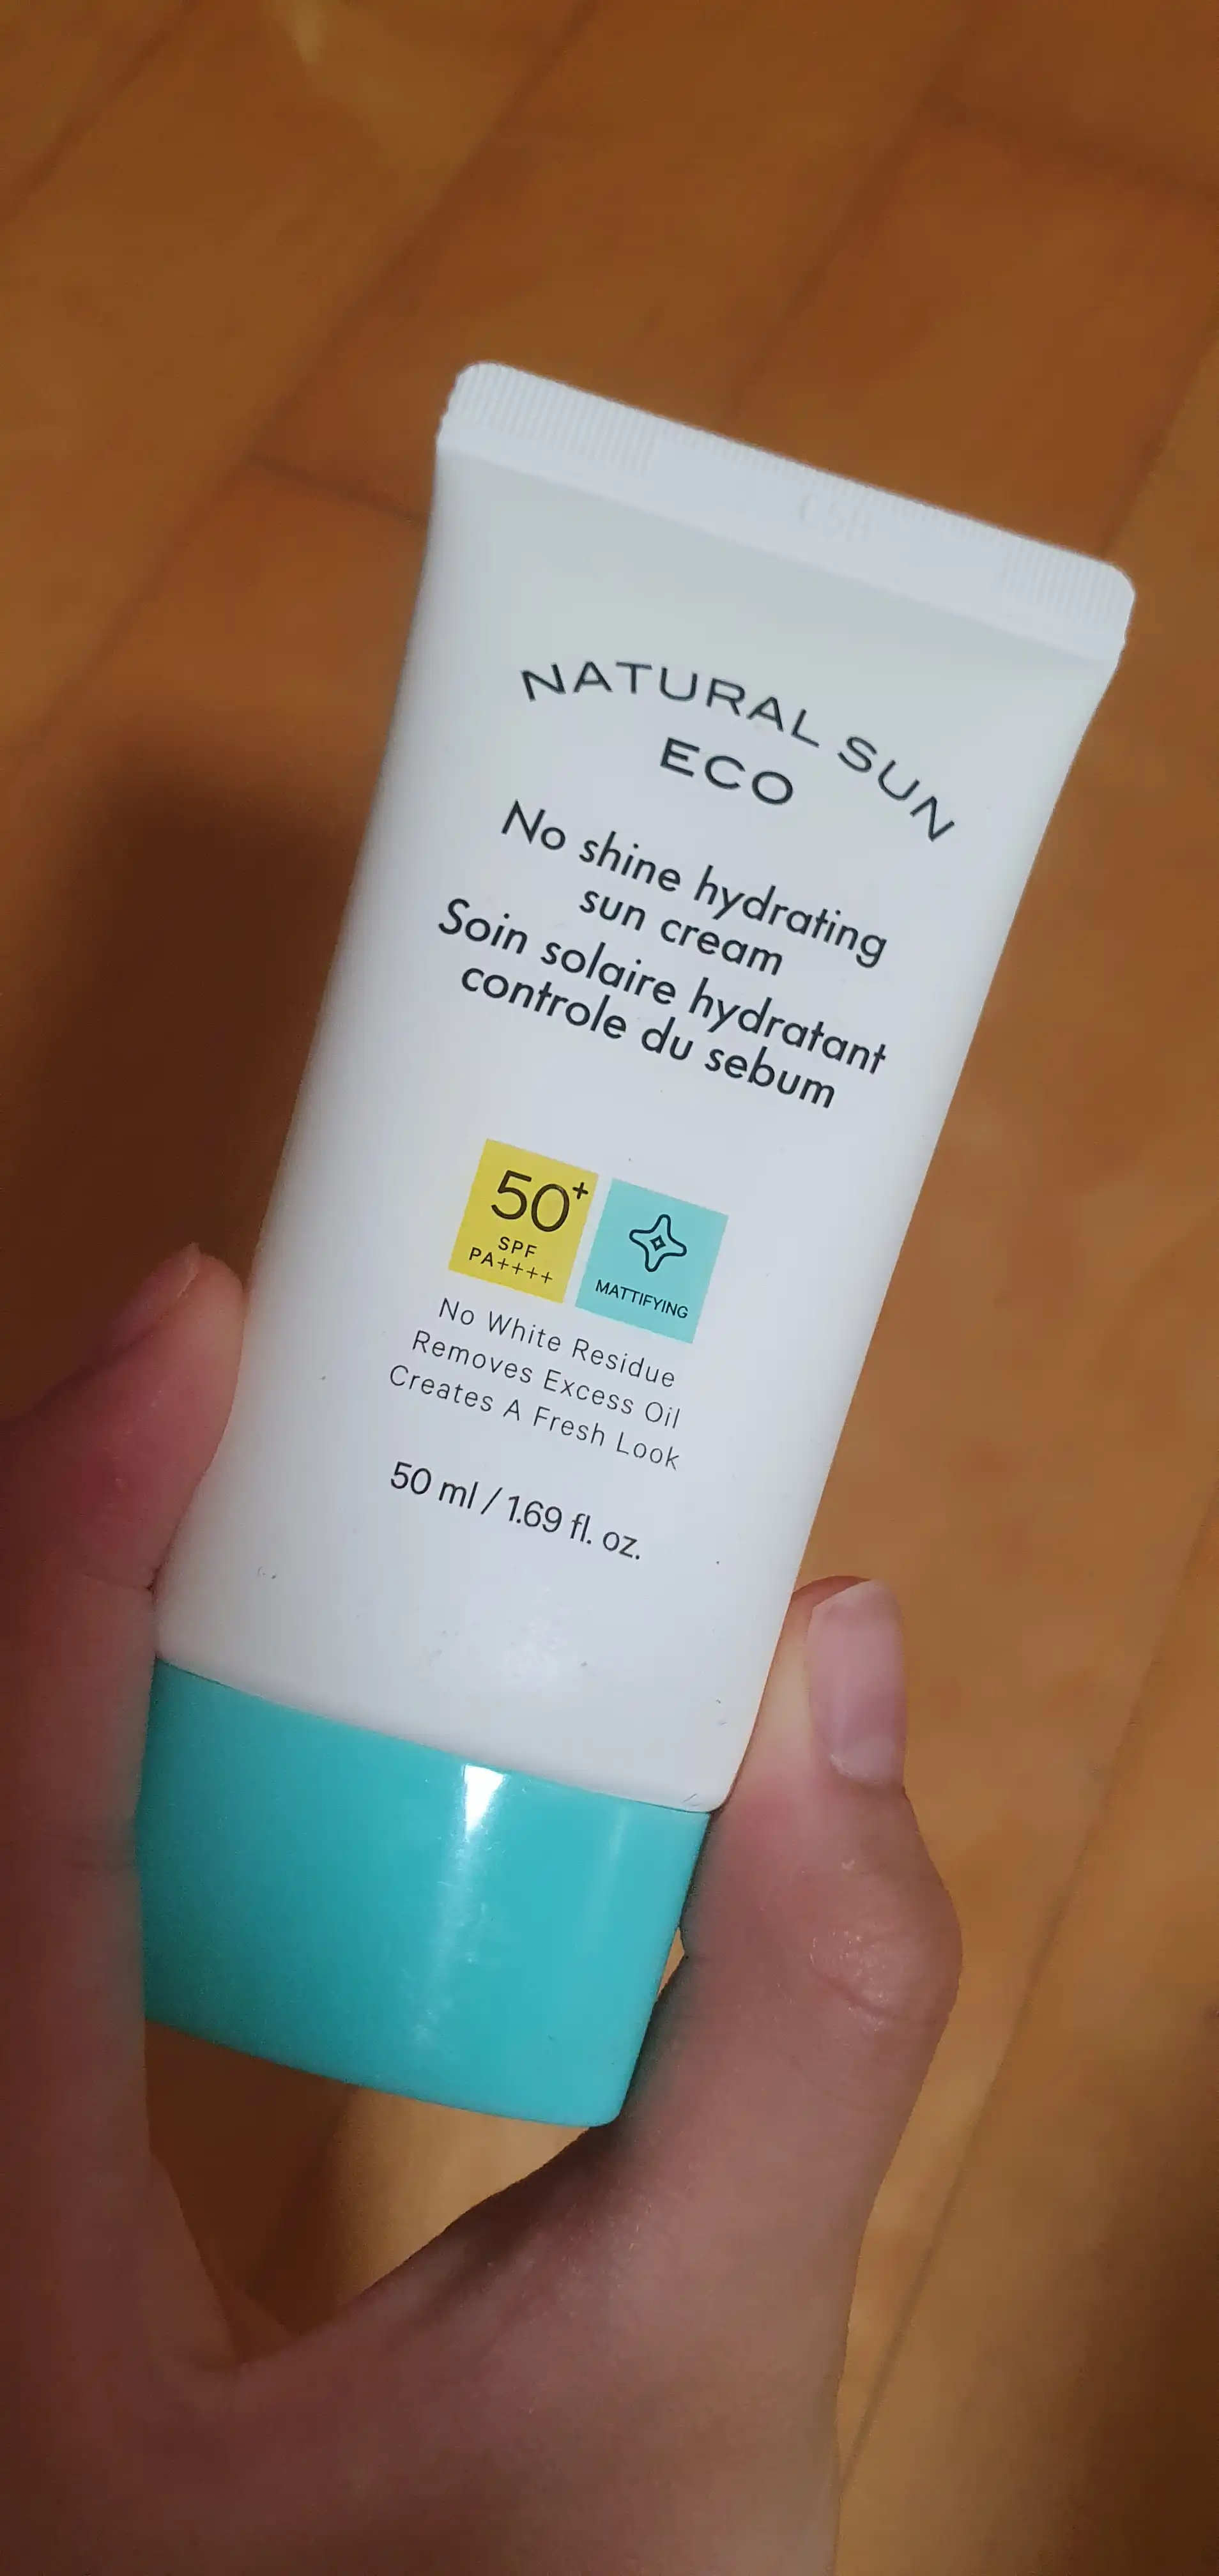 NATURAL SUN
ECO
No shine hydrating
sun cream
Soin solaire hydratant
controle du sebum
50+
SPF
PA++++
MATTIFYING
No White Residue
Removes Excess Oil
Creates A Fresh Look
50 ml / 1.69 fl. oz.